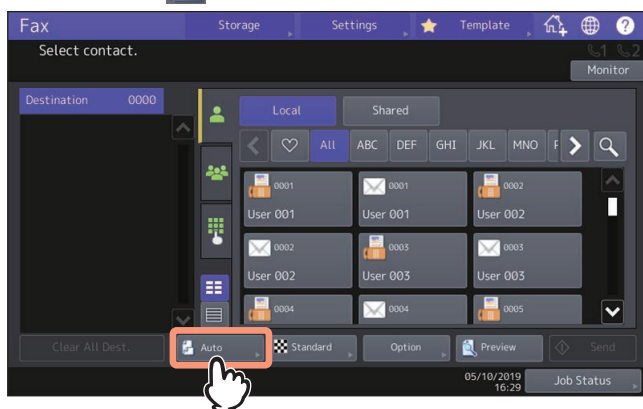 Fax
Storage
Settings
Template
?
Select contact.
1
2
Monitor
Destination 0000
Local
Shared
All
ABC
DEF
GHI
JKL
MNO
0001
User 001
0001
User 001
0002
User 002
0002
User 002
0003
User 003
0003
User 003
0004
0004
0005
Clear All Dest.
Auto
Standard
Option
Preview
Send
05/10/2019
16:29
Job Status